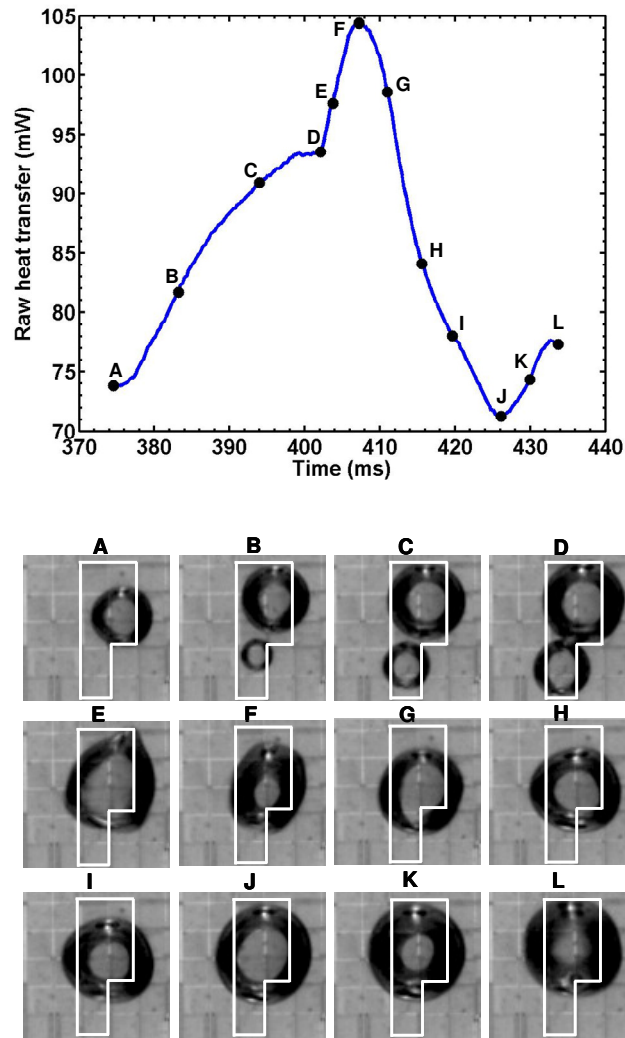 105
100
95
90
85
80
75
70
Raw heat transfer (mW)
A
B
C
D
E
F
G
H
I
J
K
L
370 380 390 400 410 420 430 440
Time (ms)
A B C D
E F G H
I J K L